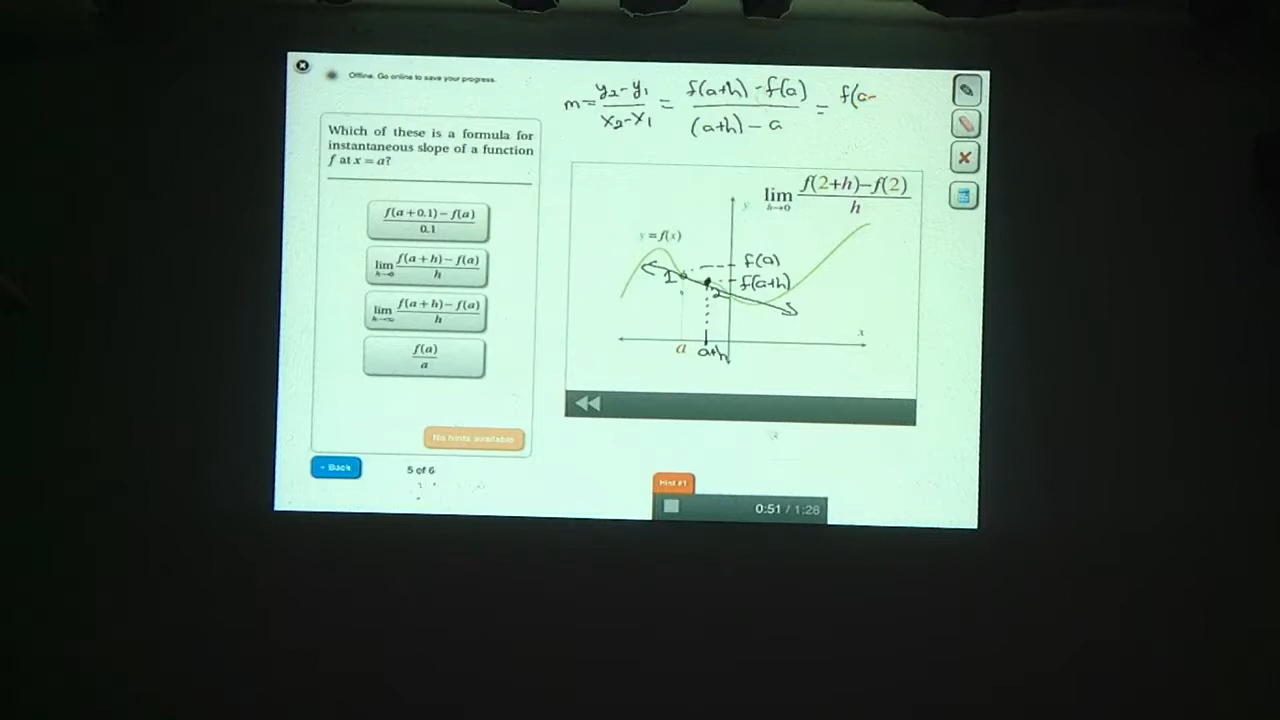 Offline. Go online to save your progress.
m = y₂-y₁ / x₂-x₁ = f(a+h) - f(a) / (a+h) - a = f(a-
Which of these is a formula for
instantaneous slope of a function
f at x = a?
f(a+0.1) - f(a) / 0.1
lim h→0 f(a+h) - f(a) / h
lim h→∞ f(a+h) - f(a) / h
f(a) / a
No hints available
- Back
5 of 6
lim h→0 f(2+h)-f(2) / h
y
y = f(x)
f(a)
1
f(a+h)
2
x
a
a+h
Hint #1
0:51 / 1:28